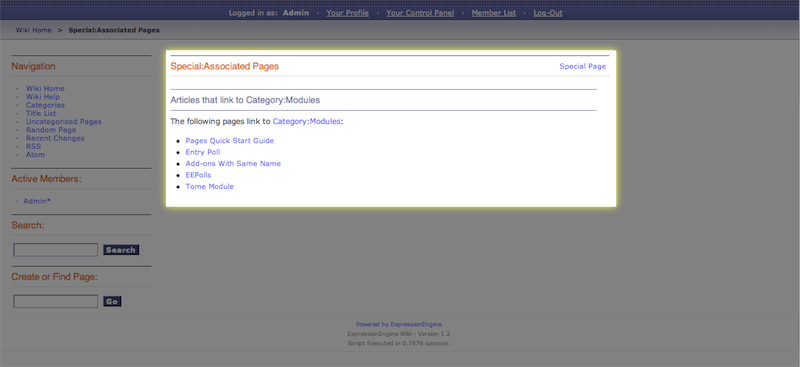 Logged in as: Admin - Your Profile - Your Control Panel - Member List - Log-Out
Wiki Home > Special:Associated Pages
Navigation
- Wiki Home
- Wiki Help
- Categories
- Title List
- Uncategorized Pages
- Random Page
- Recent Changes
- RSS
- Atom
Active Members:
- Admin*
Search:
Search
Create or Find Page:
Go
Special:Associated Pages Special Page
Articles that link to Category:Modules
The following pages link to Category:Modules:
• Pages Quick Start Guide
• Entry Poll
• Add-ons With Same Name
• EEPolls
• Tome Module
Powered by ExpressionEngine
ExpressionEngine Wiki - Version 1.2
Script Executed in 0.7576 seconds